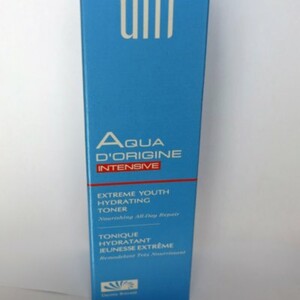 AQUA
D'ORIGINE
INTENSIVE
EXTREME YOUTH
HYDRATING
TONER
Nourishing All-Day Repair
TONIQUE
HYDRATANT
JEUNESSE EXTRÊME